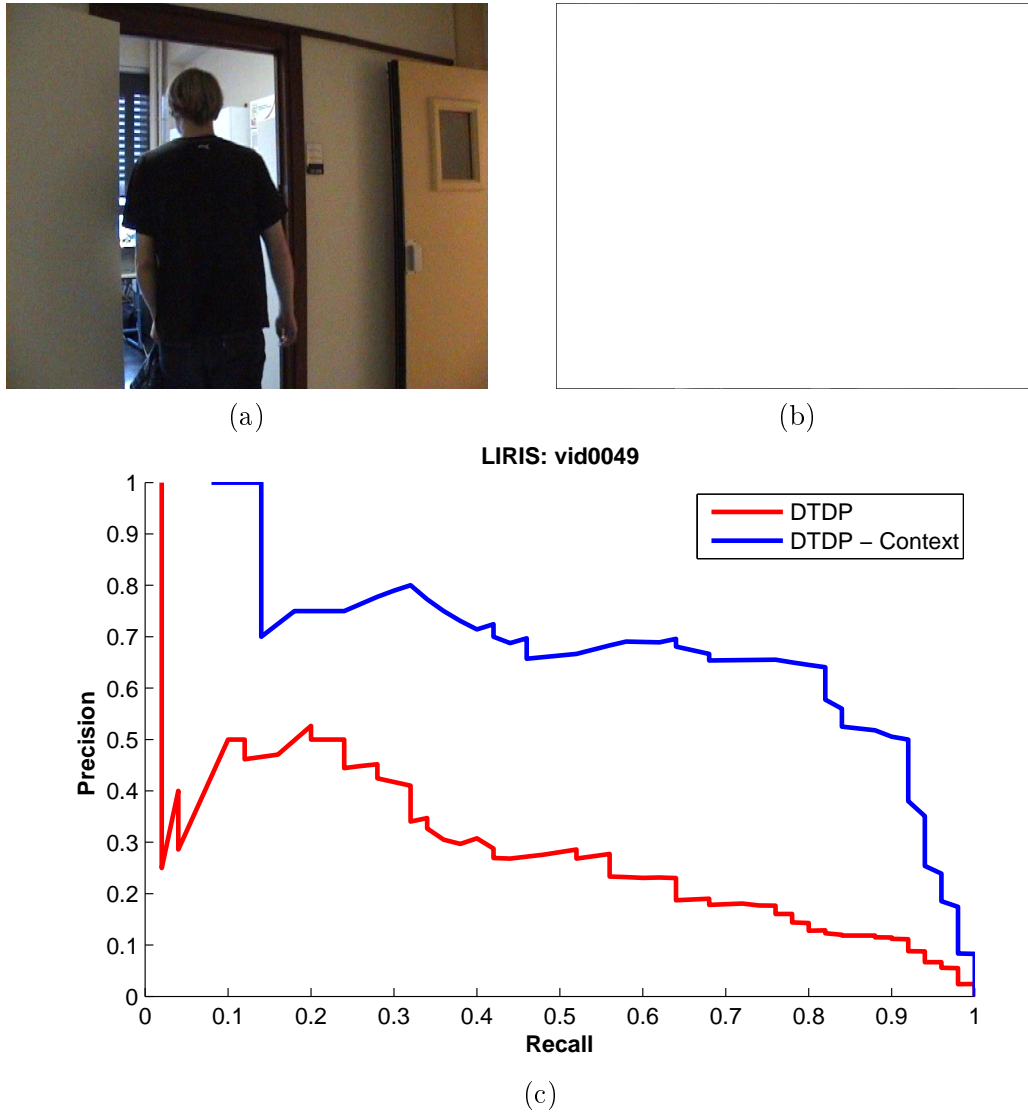 (a)
(b)
LIRIS: vid0049
DTDP
DTDP − Context
1
0.9
0.8
0.7
0.6
0.5
0.4
0.3
0.2
0.1
0
Precision
0 0.1 0.2 0.3 0.4 0.5 0.6 0.7 0.8 0.9 1
Recall
(c)